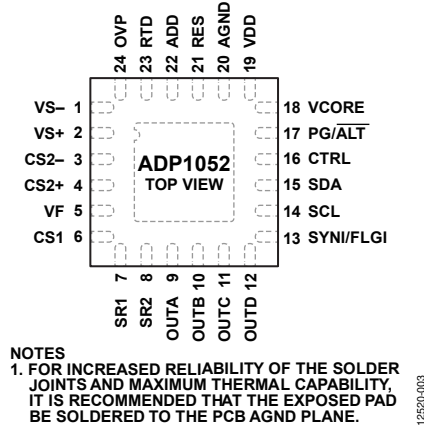 24 OVP
23 RTD
22 ADD
21 RES
20 AGND
19 VDD
VS– 1
VS+ 2
CS2– 3
CS2+ 4
VF 5
CS1 6
ADP1052
TOP VIEW
18 VCORE
17 PG/ALT
16 CTRL
15 SDA
14 SCL
13 SYNI/FLGI
SR1 7
SR2 8
OUTA 9
OUTB 10
OUTC 11
OUTD 12
NOTES
1. FOR INCREASED RELIABILITY OF THE SOLDER
JOINTS AND MAXIMUM THERMAL CAPABILITY,
IT IS RECOMMENDED THAT THE EXPOSED PAD
BE SOLDERED TO THE PCB AGND PLANE.
12520-003